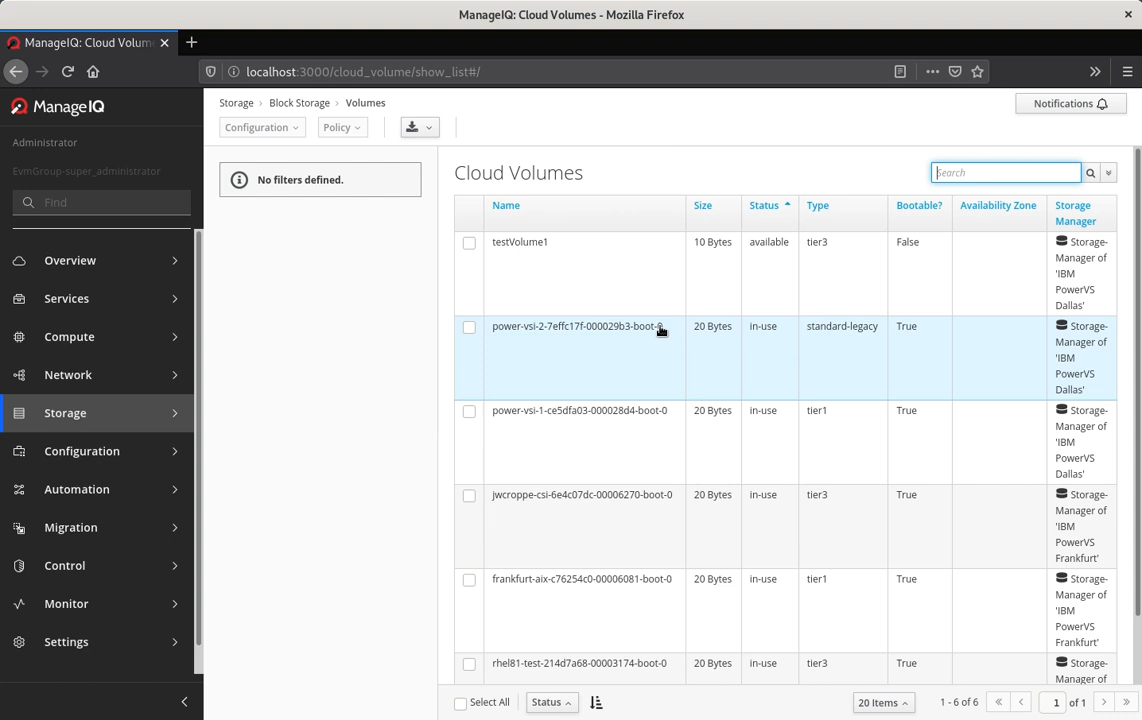 ManageIQ: Cloud Volumes - Mozilla Firefox
ManageIQ: Cloud Volum
localhost:3000/cloud_volume/show_list#/
ManageIQ
Administrator
EvmGroup-super_administrator
Find
Overview
Services
Compute
Network
Storage
Configuration
Automation
Migration
Control
Monitor
Settings
Storage > Block Storage > Volumes
Notifications
Configuration
Policy
No filters defined.
Cloud Volumes
Search
Name Size Status Type Bootable? Availability Zone Storage
Manager
testVolume1 10 Bytes available tier3 False Storage-
Manager of
'IBM
PowerVS
Dallas'
power-vsi-2-7effc17f-000029b3-boot- 20 Bytes in-use standard-legacy True Storage-
Manager of
'IBM
PowerVS
Dallas'
power-vsi-1-ce5dfa03-000028d4-boot-0 20 Bytes in-use tier1 True Storage-
Manager of
'IBM
PowerVS
Dallas'
jwcroppe-csi-6e4c07dc-00006270-boot-0 20 Bytes in-use tier3 True Storage-
Manager of
'IBM
PowerVS
Frankfurt'
frankfurt-aix-c76254c0-00006081-boot-0 20 Bytes in-use tier1 True Storage-
Manager of
'IBM
PowerVS
Frankfurt'
rhel81-test-214d7a68-00003174-boot-0 20 Bytes in-use tier3 True Storage-
Manager of
Select All
Status
20 Items
1 - 6 of 6
1 of 1